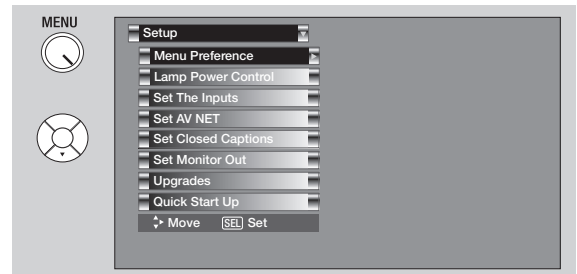 MENU
Setup
Menu Preference
Lamp Power Control
Set The Inputs
Set AV NET
Set Closed Captions
Set Monitor Out
Upgrades
Quick Start Up
Move SEL Set